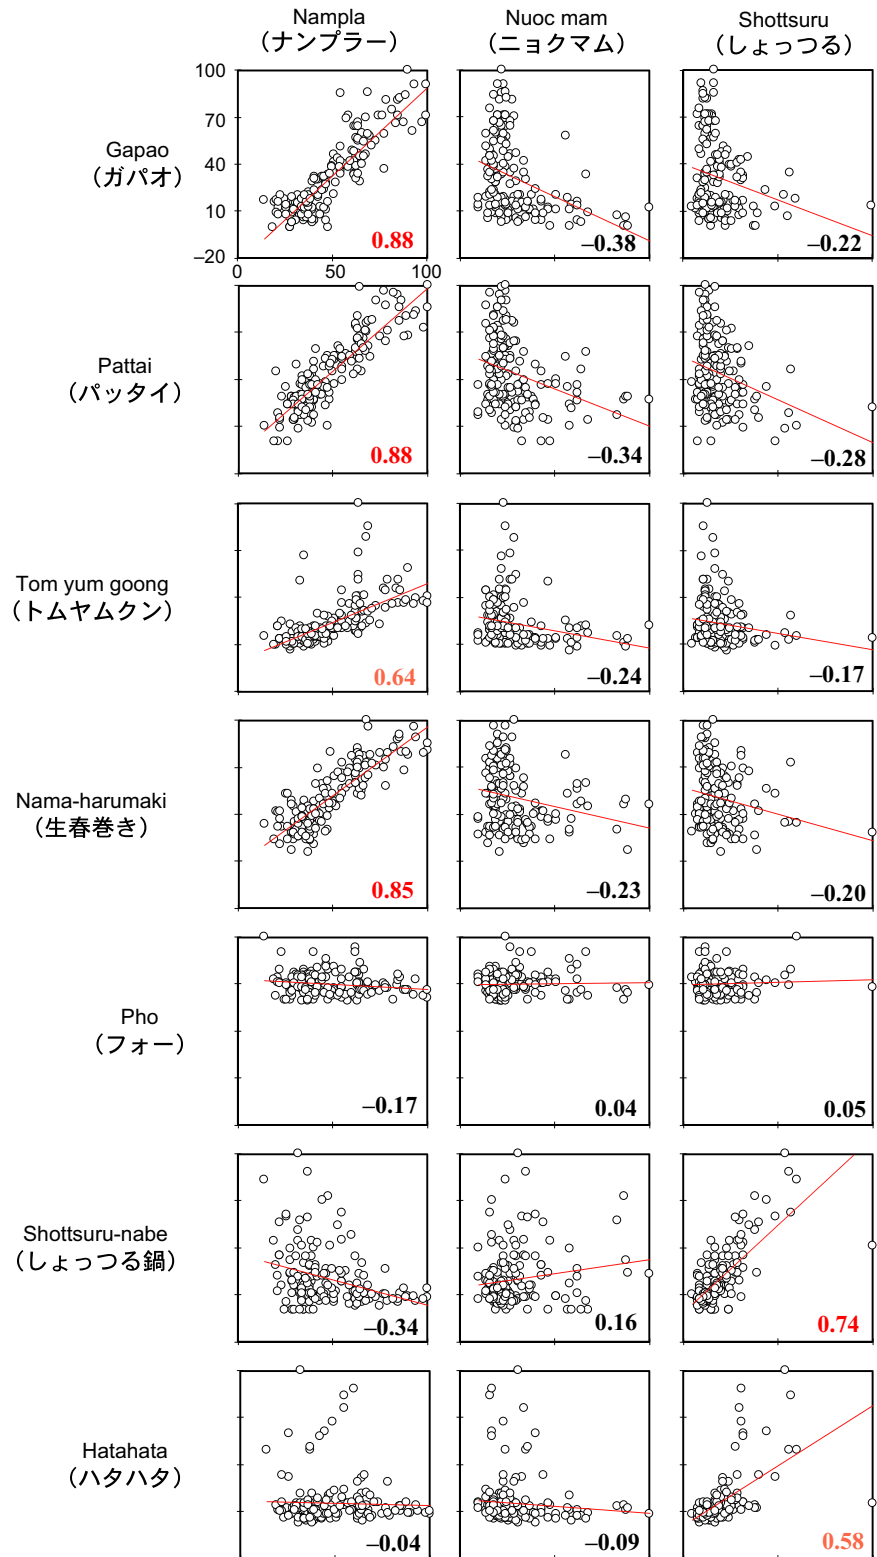 Nampla Nuoc mam Shottsuru
（ナンプラー） （ニョクマム） （しょっつる）
100
70
Gapao
（ガパオ）
40
10
0.88 –0.38 –0.22
–20
0 50 100
Pattai
（パッタイ）
0.88 –0.34 –0.28
Tom yum goong
（トムヤムクン）
0.64 –0.24 –0.17
Nama-harumaki
（生春巻き）
0.85 –0.23 –0.20
Pho
（フォー）
–0.17 0.04 0.05
Shottsuru-nabe
（しょっつる鍋）
–0.34 0.16 0.74
Hatahata
（ハタハタ）
–0.04 –0.09 0.58